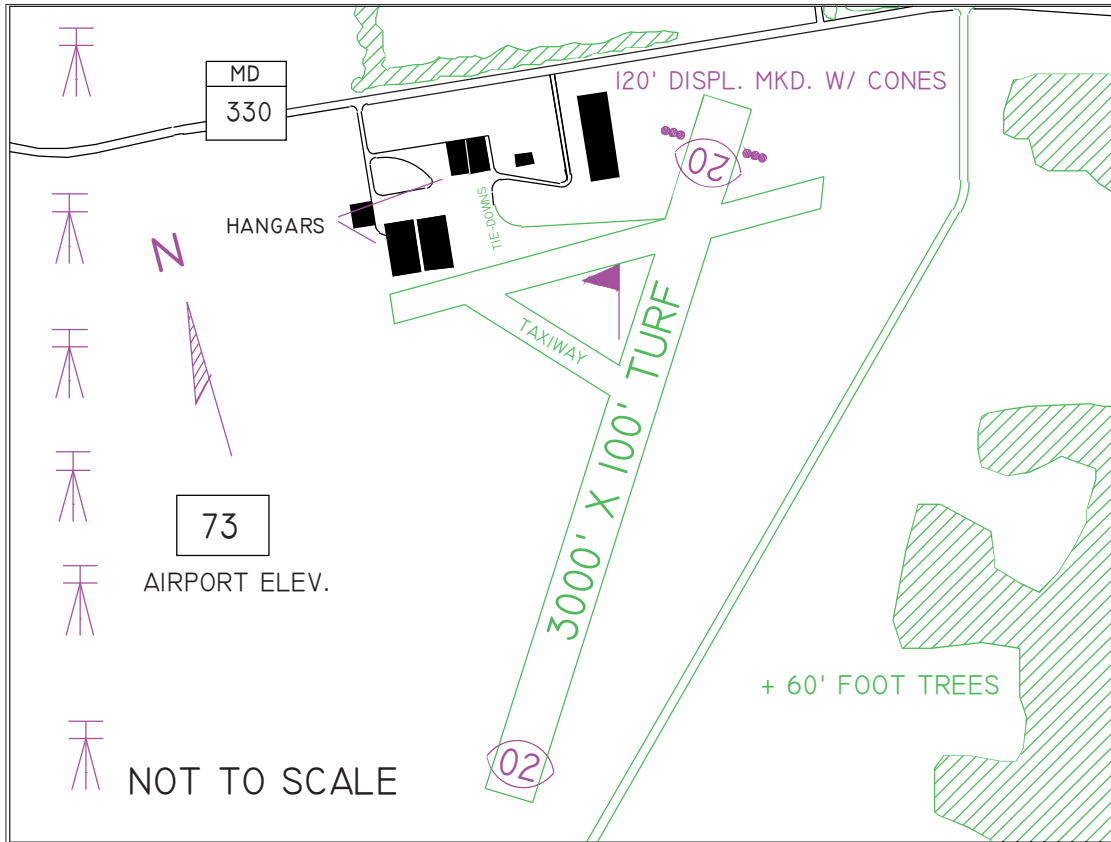 120' DISPL. MKD. W/ CONES
MD
330
20
HANGARS
TIE-DOWNS
N
TAXIWAY
3000' X 100' TURF
73
AIRPORT ELEV.
+ 60' FOOT TREES
02
NOT TO SCALE